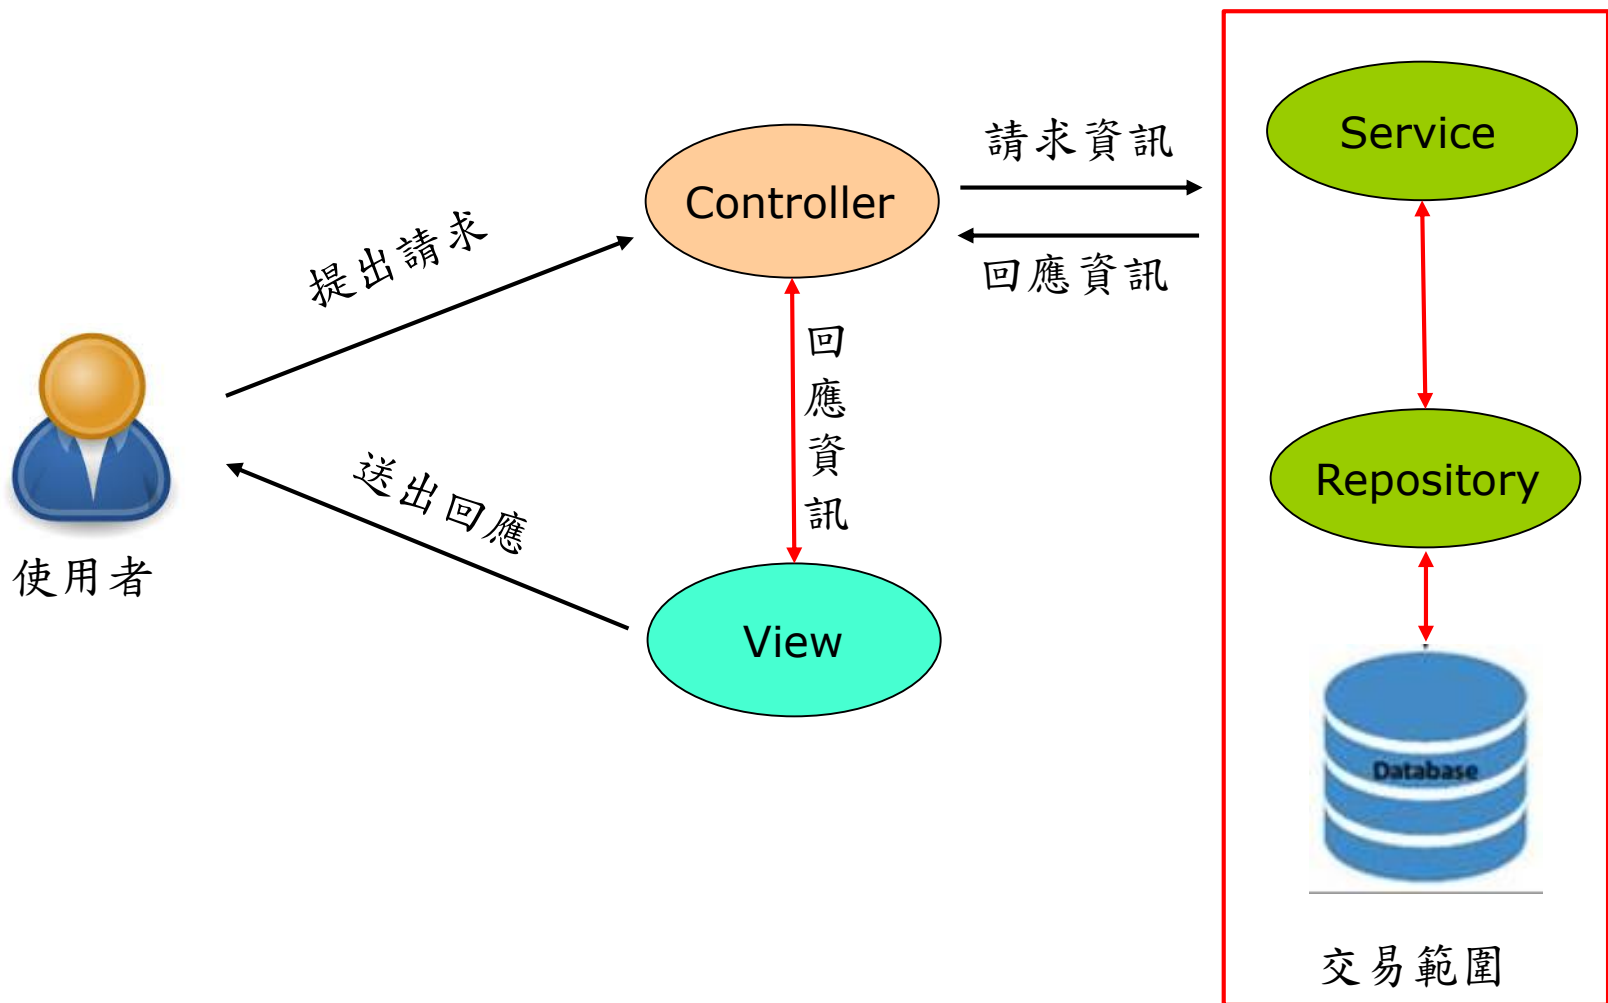 Service
請求資訊
Controller
提出請求
回應資訊
回應資訊
送出回應
Repository
使用者
View
Database
交易範圍